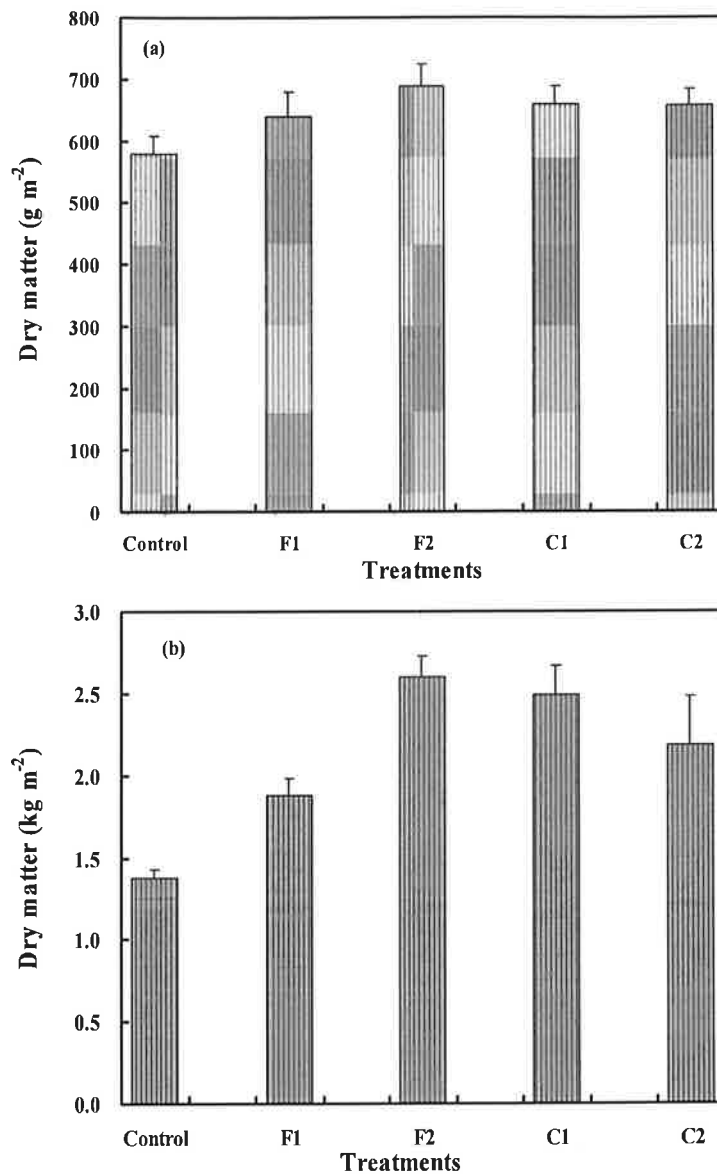 800
(a)
700
600
500
400
300
200
100
0
Dry matter (g m⁻²)
Control F1 F2 C1 C2
Treatments
3.0
(b)
2.5
2.0
1.5
1.0
0.5
0.0
Dry matter (kg m⁻²)
Control F1 F2 C1 C2
Treatments